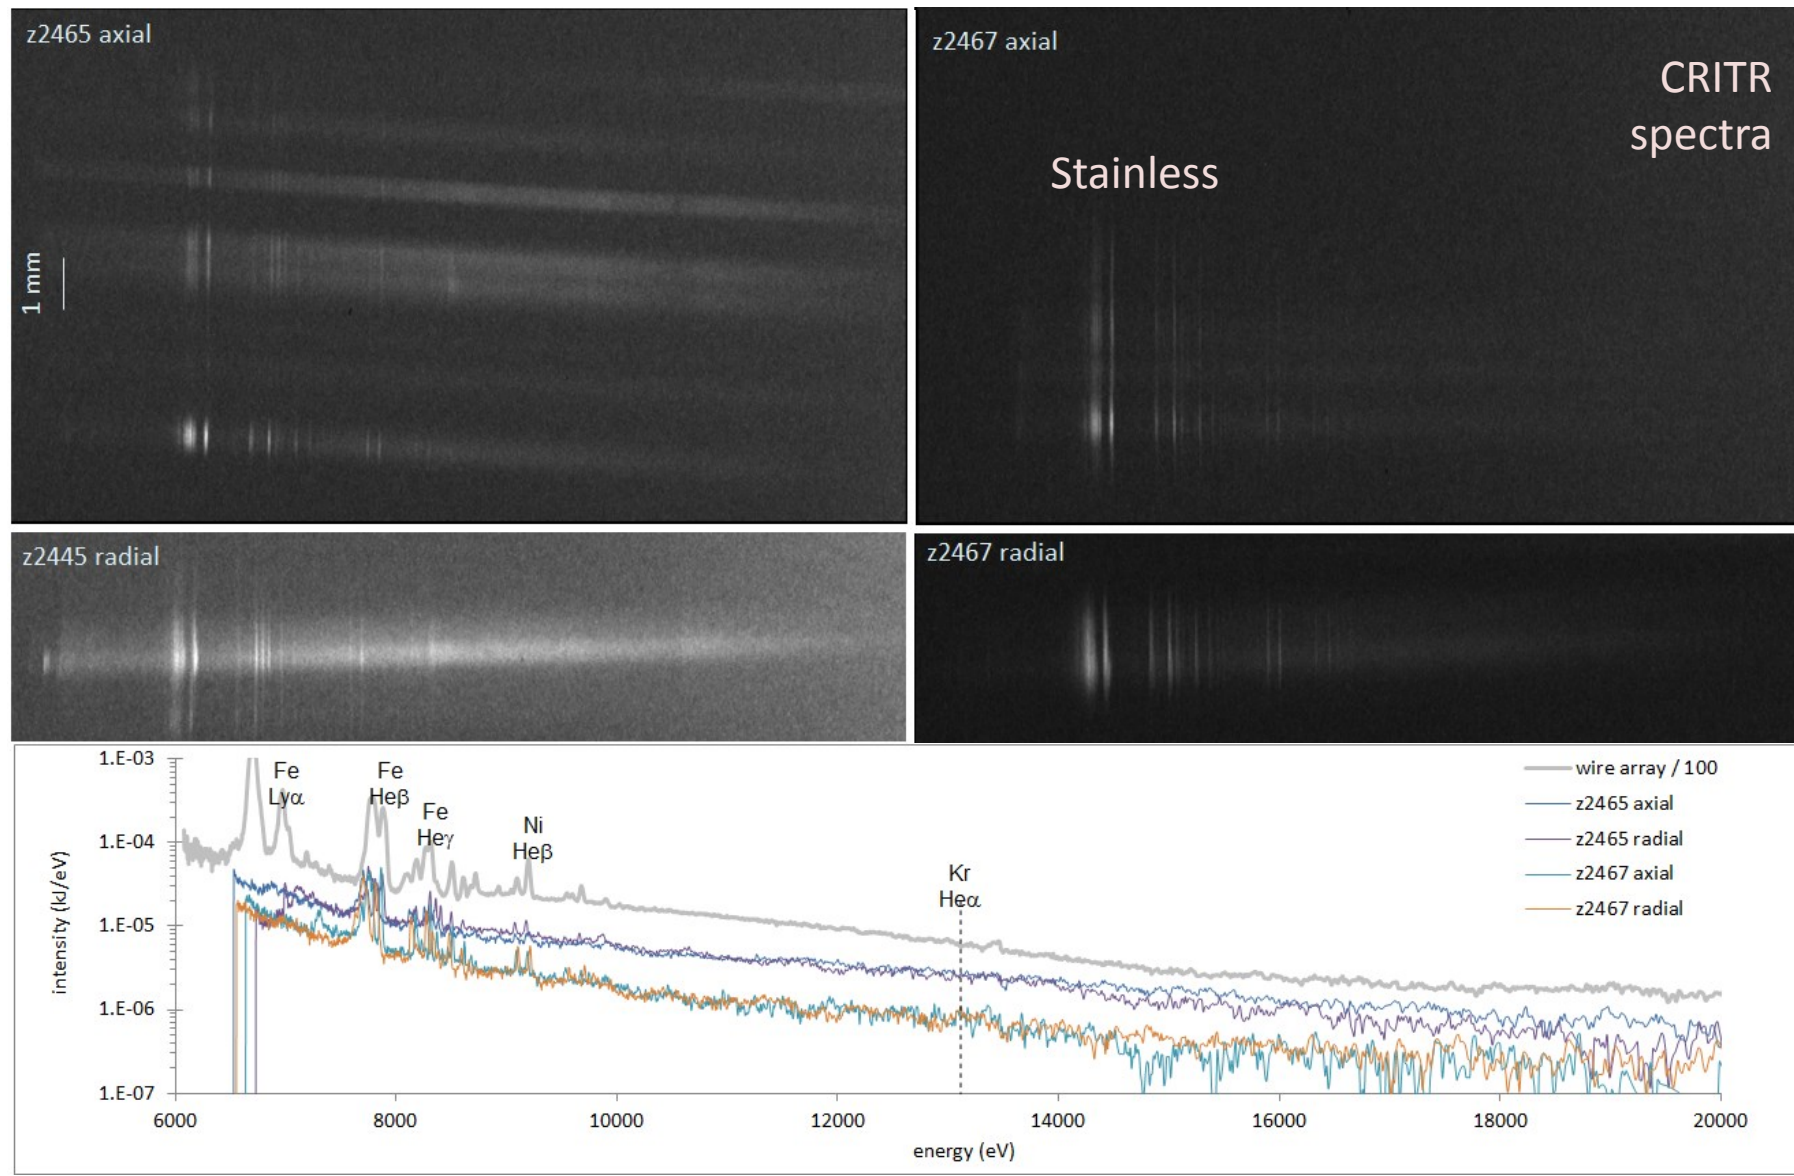 z2465 axial
1 mm
z2467 axial
CRITR
spectra
Stainless
z2445 radial
z2467 radial
1.E-03
1.E-04
1.E-05
1.E-06
1.E-07
intensity (kJ/eV)
Fe
Lyα
Fe
Heβ
Fe
Heγ
Ni
Heβ
Kr
Heα
wire array / 100
z2465 axial
z2465 radial
z2467 axial
z2467 radial
6000 8000 10000 12000 14000 16000 18000 20000
energy (eV)